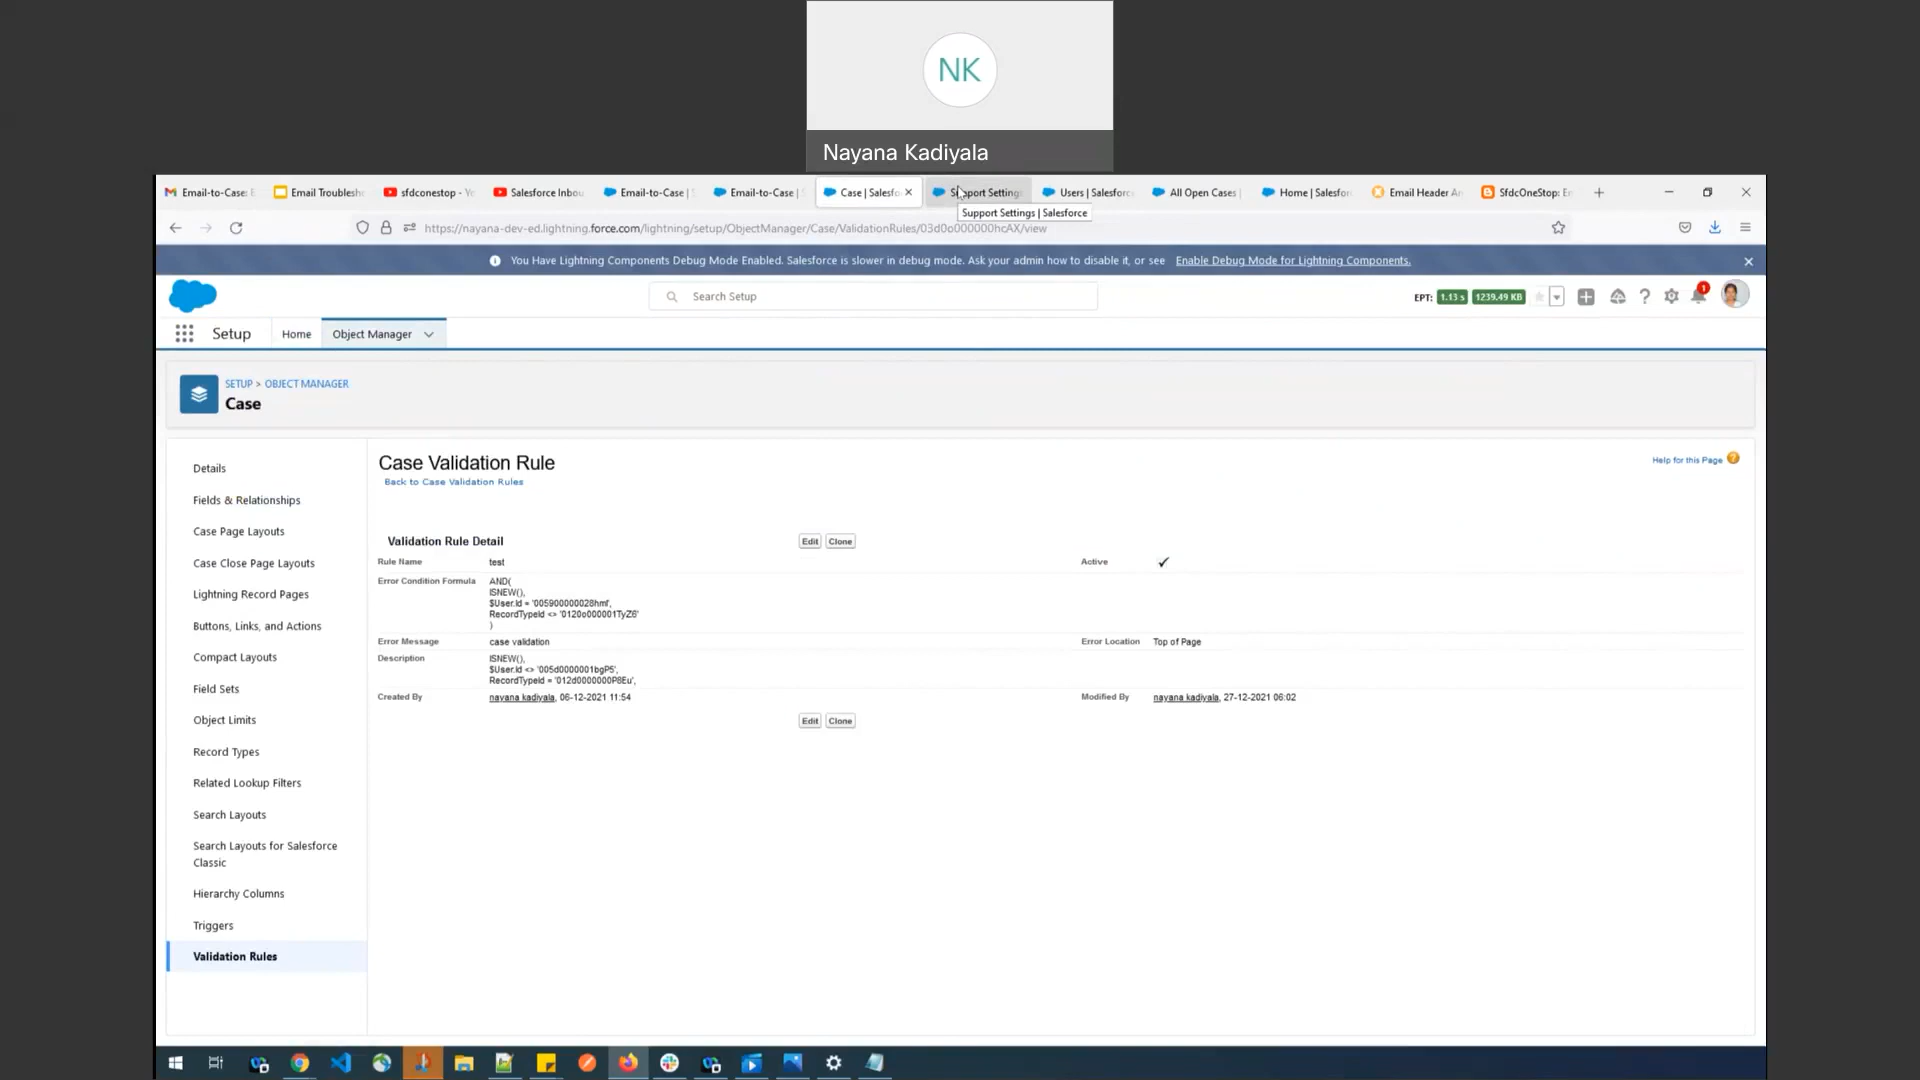 NK
Nayana Kadiyala
Email-to-Case:
Email Troublesh
sfdconestop - Yo
Salesforce Inbou
Email-to-Case |
Email-to-Case |
Case | Salesfo
Support Settings
Users | Salesforc
All Open Cases |
Home | Salesfor
Email Header An
SfdcOneStop: Em
Support Settings | Salesforce
https://nayana-dev-ed.lightning.force.com/lightning/setup/ObjectManager/Case/ValidationRules/03d0o000000hcAX/view
You Have Lightning Components Debug Mode Enabled. Salesforce is slower in debug mode. Ask your admin how to disable it, or see Enable Debug Mode for Lightning Components.
Search Setup
EPT: 1.13 s 1239.49 KB
1
Setup
Home
Object Manager
SETUP > OBJECT MANAGER
Case
Details
Fields & Relationships
Case Page Layouts
Case Close Page Layouts
Lightning Record Pages
Buttons, Links, and Actions
Compact Layouts
Field Sets
Object Limits
Record Types
Related Lookup Filters
Search Layouts
Search Layouts for Salesforce
Classic
Hierarchy Columns
Triggers
Validation Rules
Case Validation Rule
Help for this Page
Back to Case Validation Rules
Validation Rule Detail
Edit Clone
Rule Name test
Active
Error Condition Formula AND(
ISNEW(),
$User.Id = '005900000028hmf',
RecordTypeId <> '0120o000001TyZ6'
)
Error Message case validation
Error Location Top of Page
Description ISNEW(),
$User.Id <> '005d0000001bgP5',
RecordTypeId = '012d0000000P8Eu',
Created By nayana kadiyala, 06-12-2021 11:54
Modified By nayana kadiyala, 27-12-2021 06:02
Edit Clone